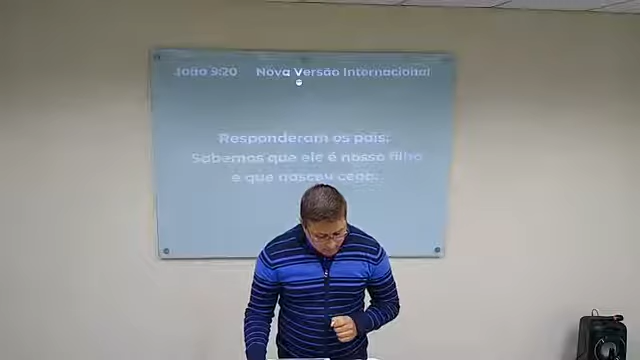 João 9:20 Nova Versão Internacional
Responderam os pais:
Sabemos que ele é nosso filho
e que nasceu cego.